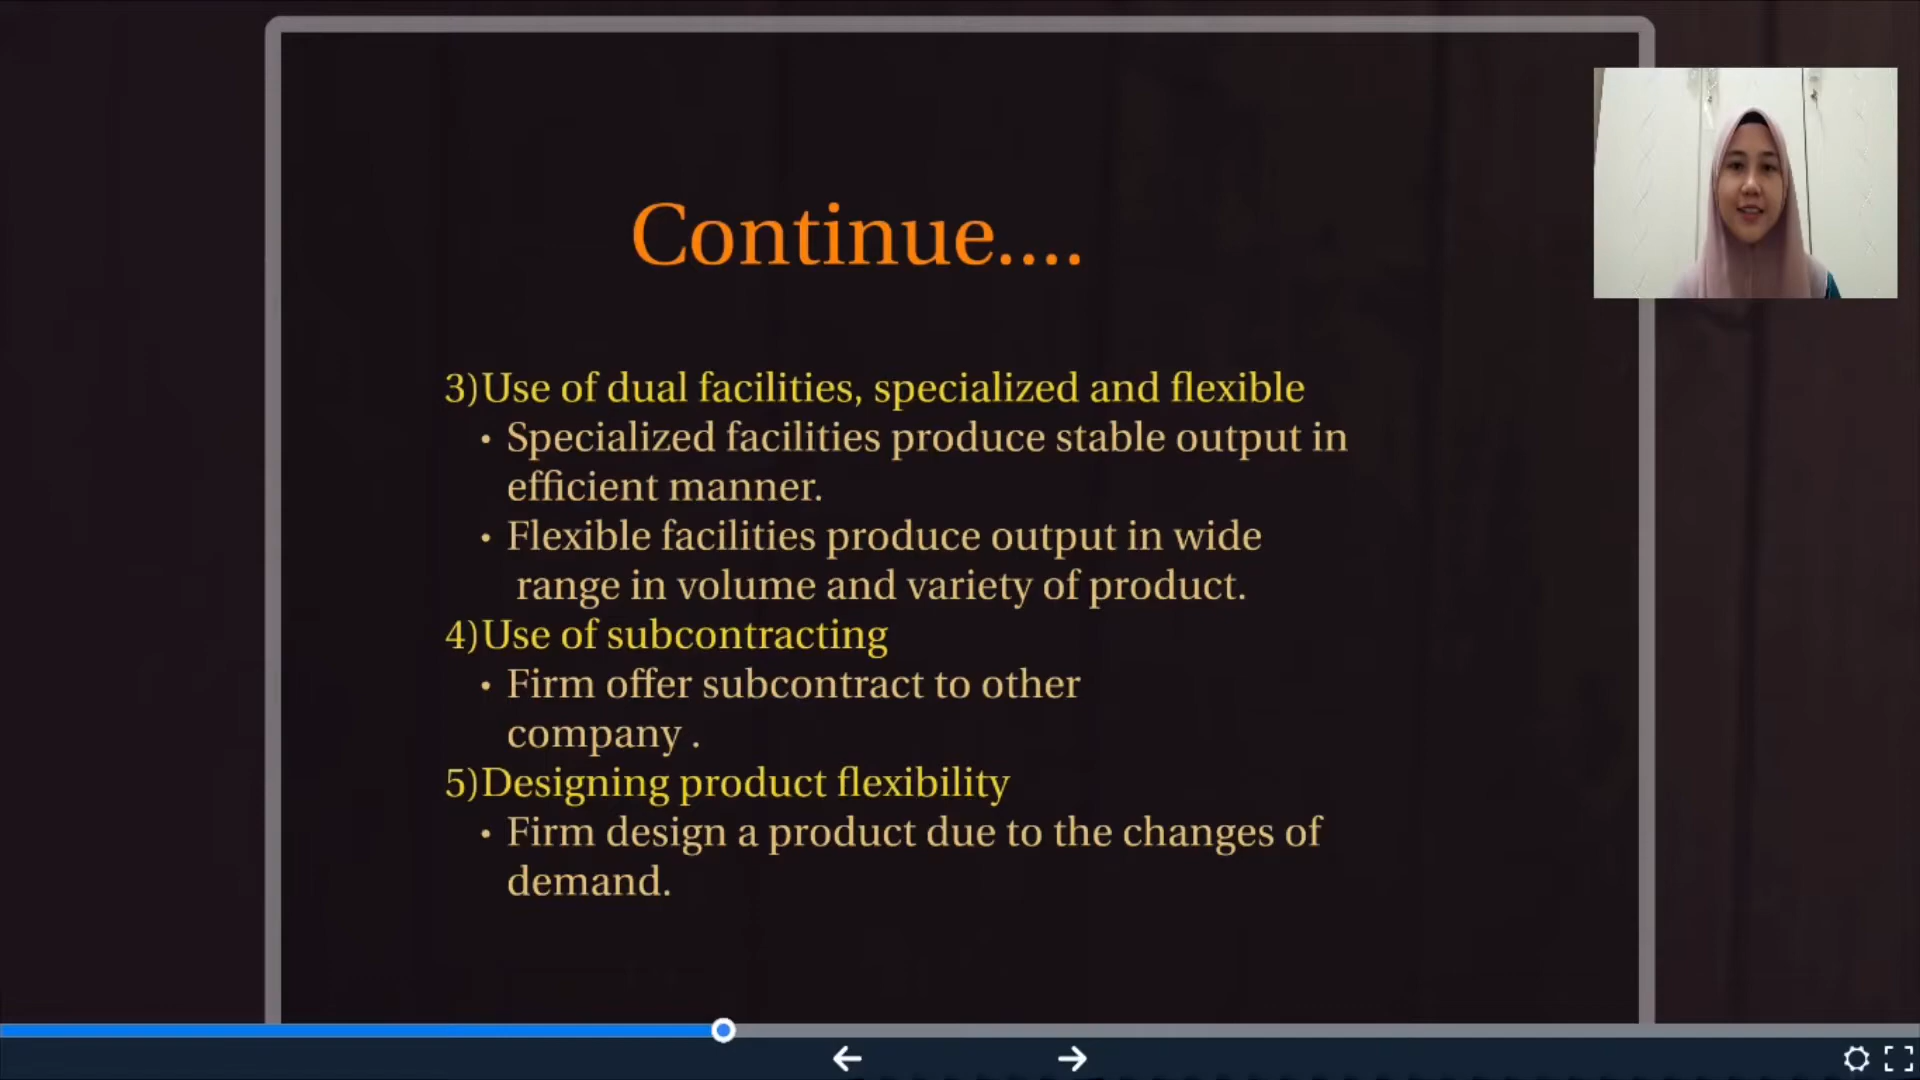 Continue....
3)Use of dual facilities, specialized and flexible
• Specialized facilities produce stable output in
efficient manner.
• Flexible facilities produce output in wide
range in volume and variety of product.
4)Use of subcontracting
• Firm offer subcontract to other
company .
5)Designing product flexibility
• Firm design a product due to the changes of
demand.